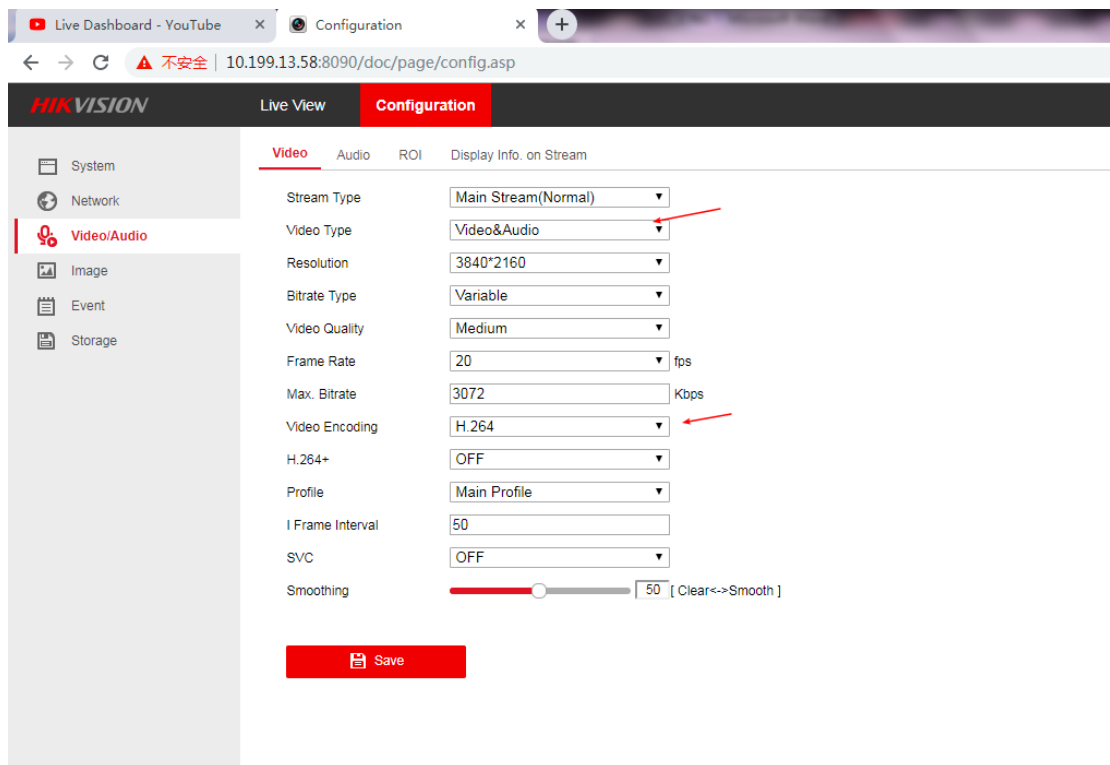 Live Dashboard - YouTube × Configuration × +
不安全 | 10.199.13.58:8090/doc/page/config.asp
HIKVISION Live View Configuration
Video Audio ROI Display Info. on Stream
System
Network
Video/Audio
Image
Event
Storage
Stream Type Main Stream(Normal)
Video Type Video&Audio
Resolution 3840*2160
Bitrate Type Variable
Video Quality Medium
Frame Rate 20 fps
Max. Bitrate 3072 Kbps
Video Encoding H.264
H.264+ OFF
Profile Main Profile
I Frame Interval 50
SVC OFF
Smoothing 50 [ Clear<->Smooth ]
Save